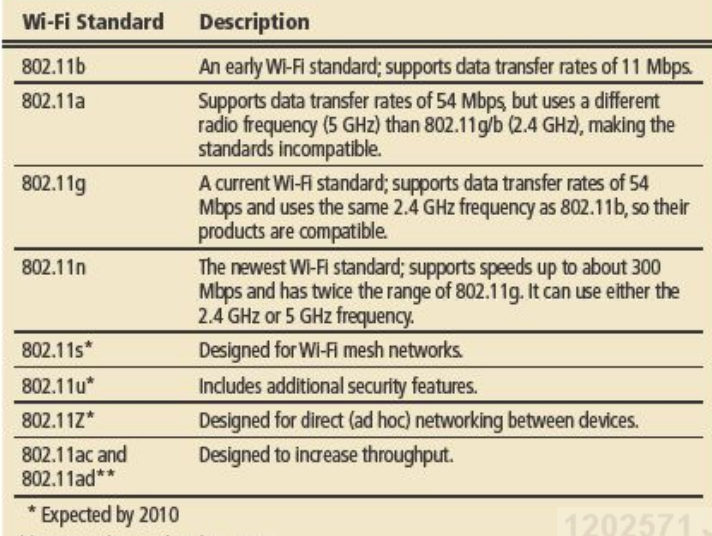 Wi-Fi Standard Description
802.11b An early Wi-Fi standard; supports data transfer rates of 11 Mbps.
802.11a Supports data transfer rates of 54 Mbps, but uses a different
radio frequency (5 GHz) than 802.11g/b (2.4 GHz), making the
standards incompatible.
802.11g A current Wi-Fi standard; supports data transfer rates of 54
Mbps and uses the same 2.4 GHz frequency as 802.11b, so their
products are compatible.
802.11n The newest Wi-Fi standard; supports speeds up to about 300
Mbps and has twice the range of 802.11g. It can use either the
2.4 GHz or 5 GHz frequency.
802.11s* Designed for Wi-Fi mesh networks.
802.11u* Includes additional security features.
802.11Z* Designed for direct (ad hoc) networking between devices.
802.11ac and Designed to increase throughput.
802.11ad**
* Expected by 2010
1202571